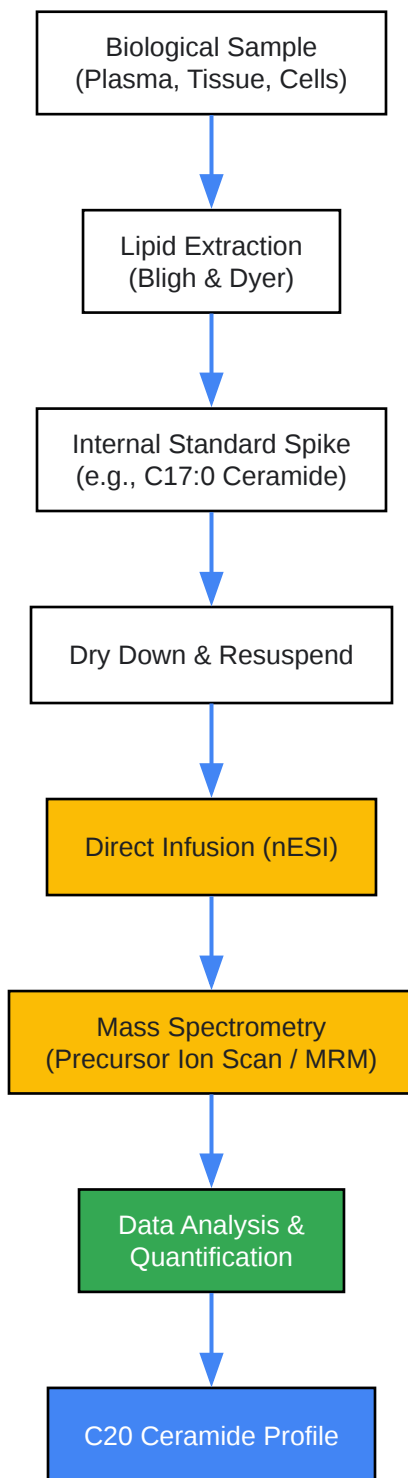 Biological Sample
(Plasma, Tissue, Cells)
Lipid Extraction
(Bligh & Dyer)
Internal Standard Spike
(e.g., C17:0 Ceramide)
Dry Down & Resuspend
Direct Infusion (nESI)
Mass Spectrometry
(Precursor Ion Scan / MRM)
Data Analysis &
Quantification
C20 Ceramide Profile